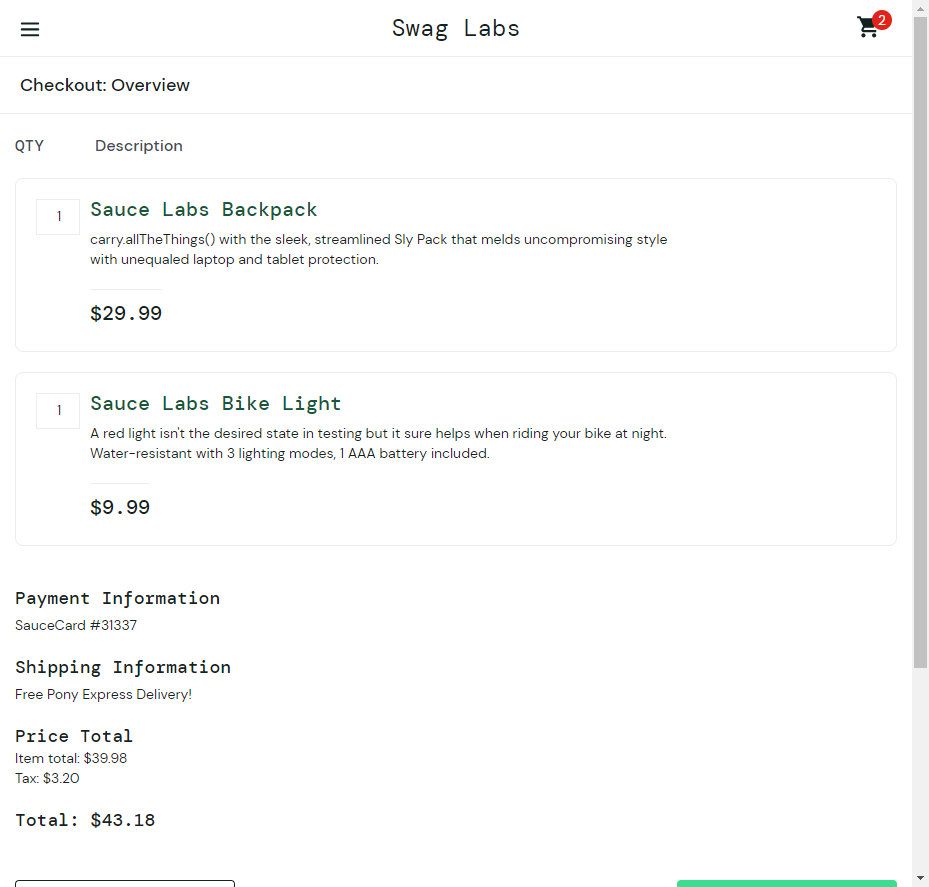 Swag Labs
2
Checkout: Overview
QTY Description
1
Sauce Labs Backpack
carry.allTheThings() with the sleek, streamlined Sly Pack that melds uncompromising style
with unequaled laptop and tablet protection.
$29.99
1
Sauce Labs Bike Light
A red light isn't the desired state in testing but it sure helps when riding your bike at night.
Water-resistant with 3 lighting modes, 1 AAA battery included.
$9.99
Payment Information
SauceCard #31337
Shipping Information
Free Pony Express Delivery!
Price Total
Item total: $39.98
Tax: $3.20
Total: $43.18